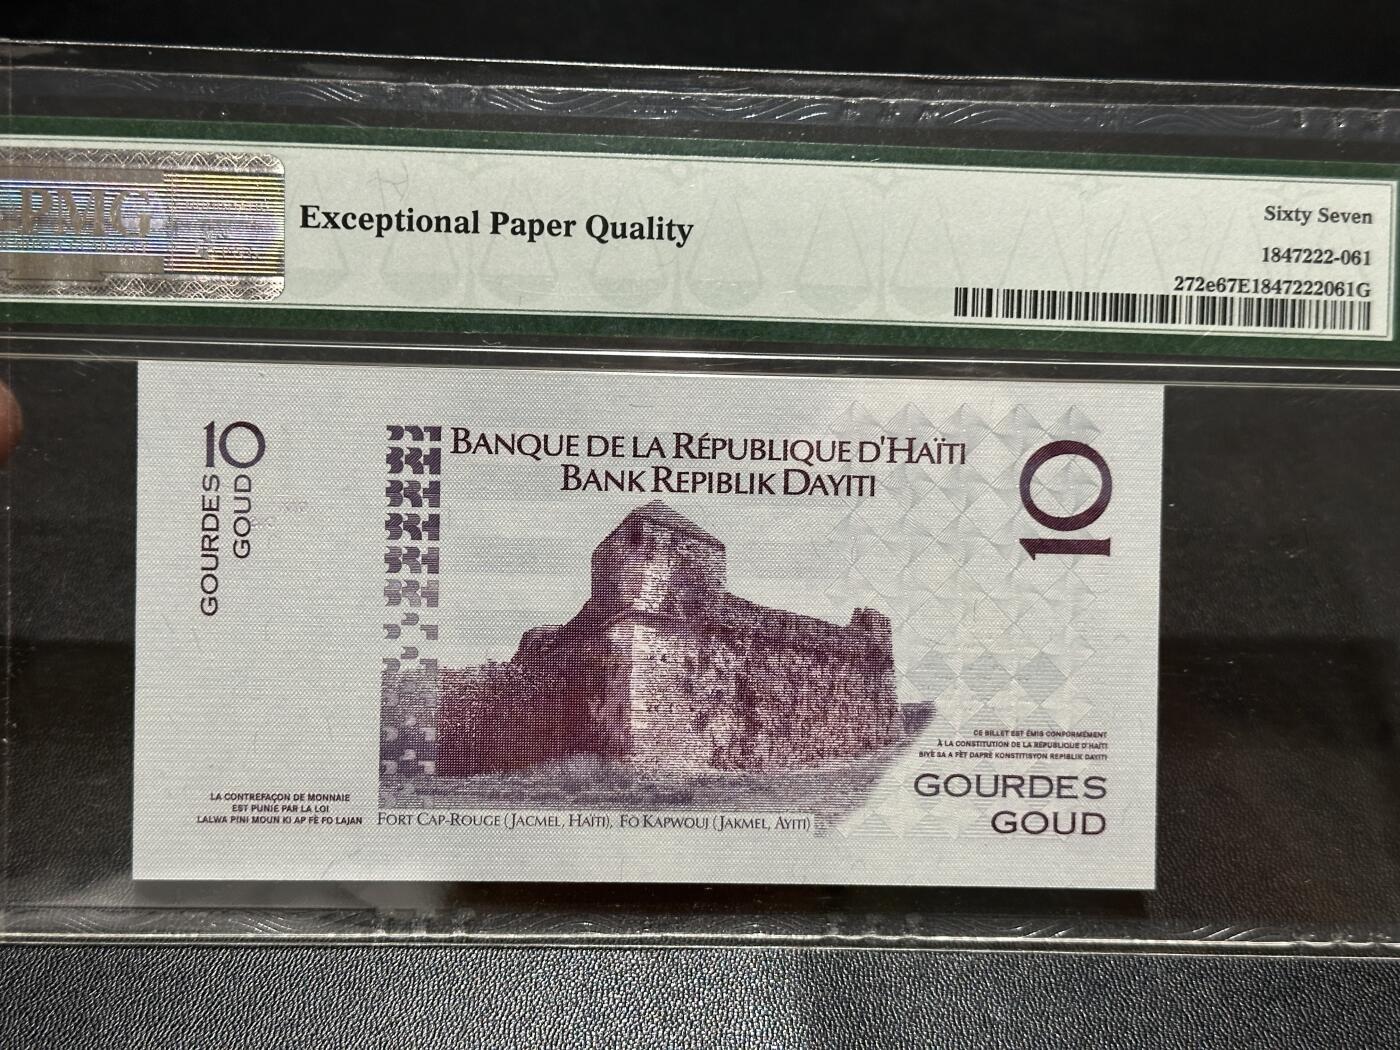 PMG
Exceptional Paper Quality
Sixty Seven
1847222-061
272e67E1847222061G
10
GOURDES
GOUD
BANQUE DE LA RÉPUBLIQUE D'HAÏTI
BANK REPIBLIK DAYITI
10
CE BILLET EST ÉMIS CONFORMÉMENT
À LA CONSTITUTION DE LA RÉPUBLIQUE D'HAÏTI
BIYÈ SA A FÈT DAPRÈ KONSTITISYON REPIBLIK DAYITI
GOURDES
GOUD
LA CONTREFAÇON DE MONNAIE
EST PUNIE PAR LA LOI
LALWA PINI MOUN KI AP FÈ FO LAJAN
FORT CAP-ROUGE (JACMEL, HAÏTI), FÒ KAPWOUJ (JAKMEL, AYITI)